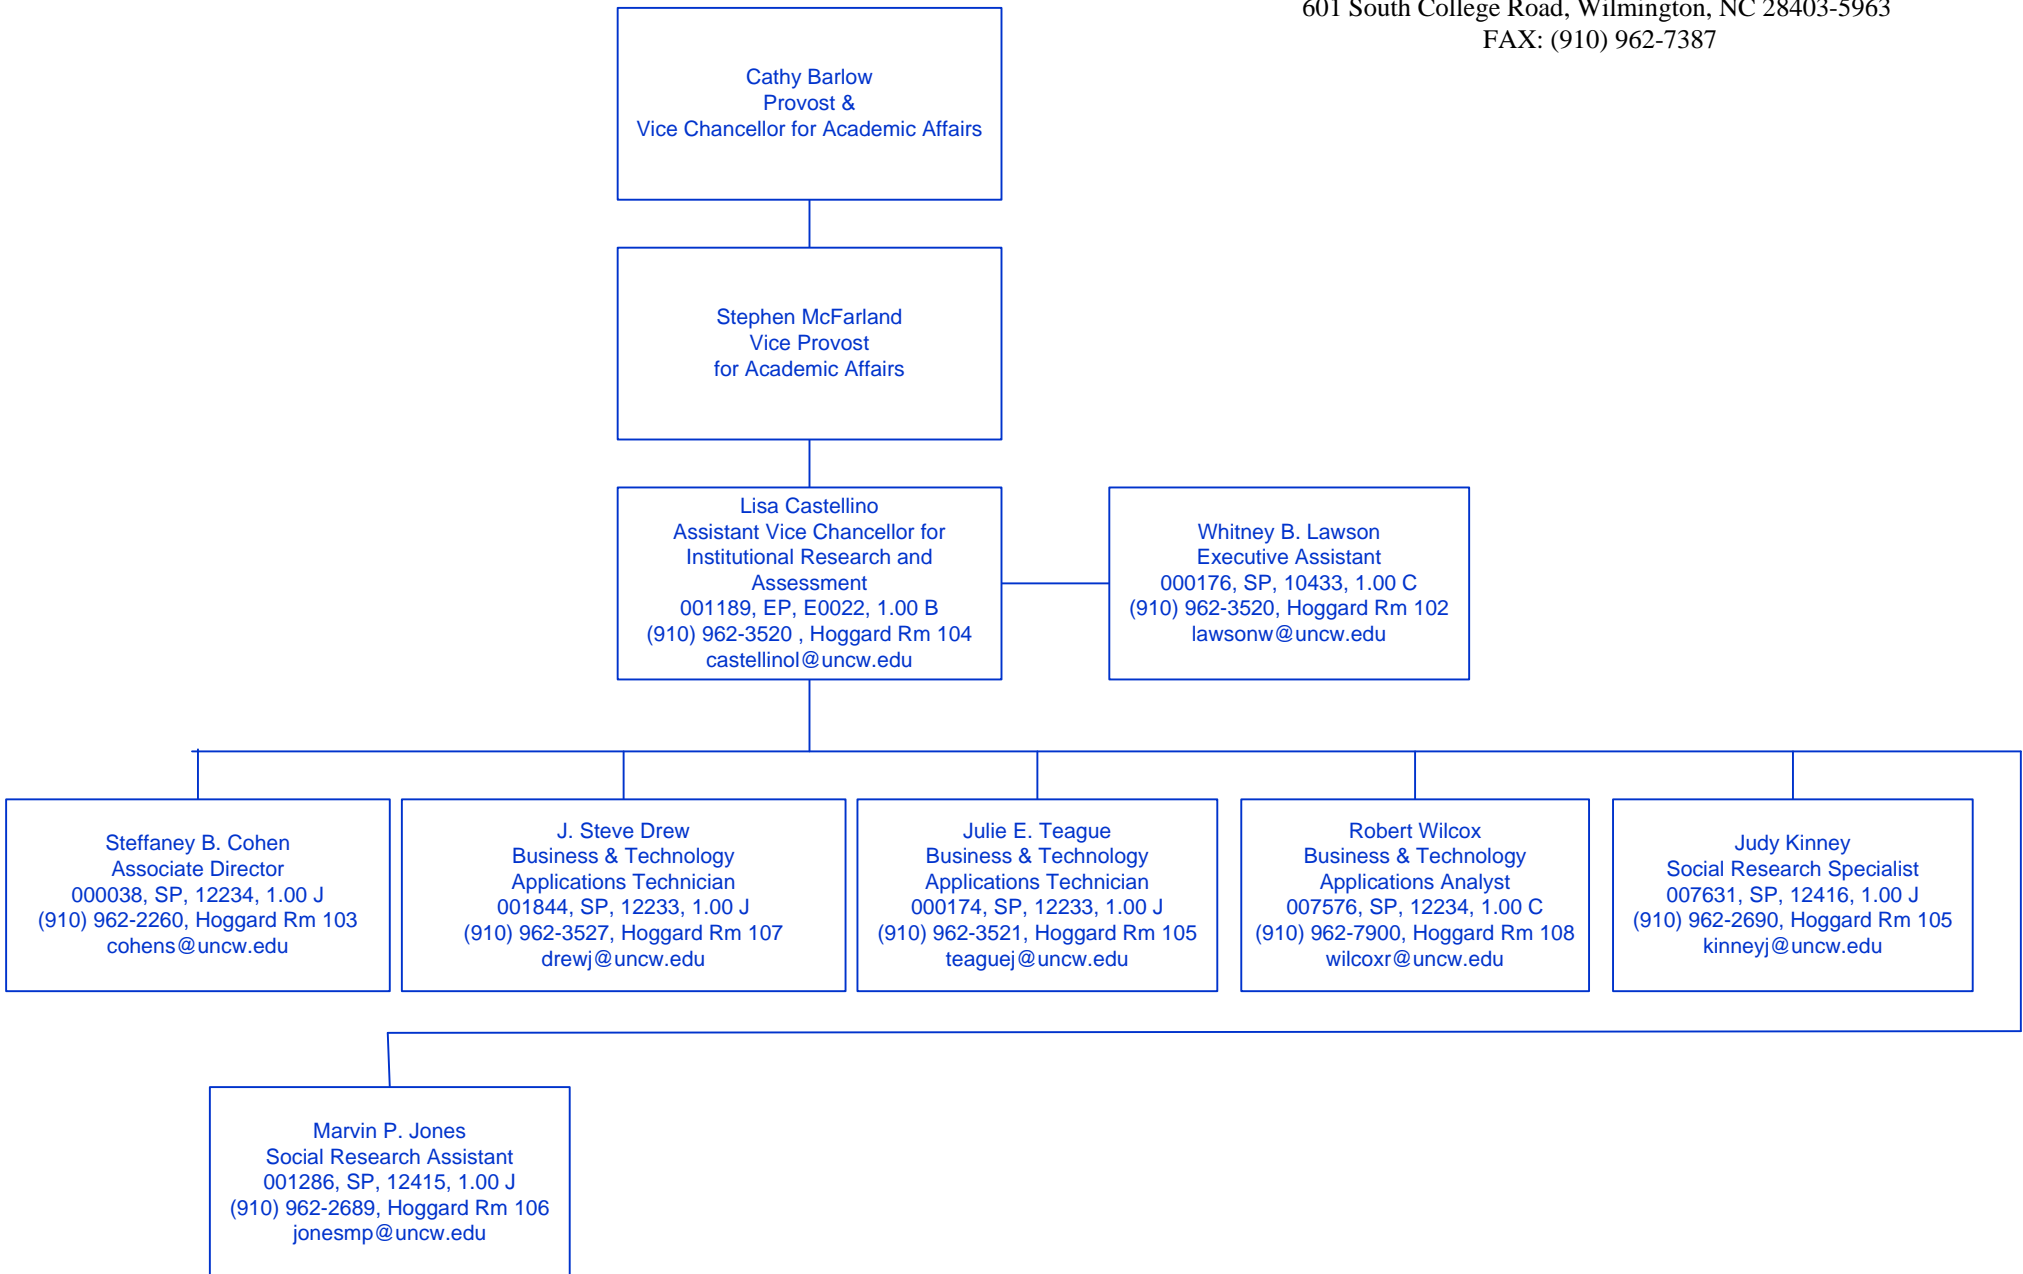 601 South College Road, Wilmington, NC 28403-5963
FAX: (910) 962-7387
Cathy Barlow
Provost &
Vice Chancellor for Academic Affairs
Stephen McFarland
Vice Provost
for Academic Affairs
Lisa Castellino
Assistant Vice Chancellor for
Institutional Research and
Assessment
001189, EP, E0022, 1.00 B
(910) 962-3520 , Hoggard Rm 104
castellinol@uncw.edu
Whitney B. Lawson
Executive Assistant
000176, SP, 10433, 1.00 C
(910) 962-3520, Hoggard Rm 102
lawsonw@uncw.edu
Steffaney B. Cohen
Associate Director
000038, SP, 12234, 1.00 J
(910) 962-2260, Hoggard Rm 103
cohens@uncw.edu
J. Steve Drew
Business & Technology
Applications Technician
001844, SP, 12233, 1.00 J
(910) 962-3527, Hoggard Rm 107
drewj@uncw.edu
Julie E. Teague
Business & Technology
Applications Technician
000174, SP, 12233, 1.00 J
(910) 962-3521, Hoggard Rm 105
teaguej@uncw.edu
Robert Wilcox
Business & Technology
Applications Analyst
007576, SP, 12234, 1.00 C
(910) 962-7900, Hoggard Rm 108
wilcoxr@uncw.edu
Judy Kinney
Social Research Specialist
007631, SP, 12416, 1.00 J
(910) 962-2690, Hoggard Rm 105
kinneyj@uncw.edu
Marvin P. Jones
Social Research Assistant
001286, SP, 12415, 1.00 J
(910) 962-2689, Hoggard Rm 106
jonesmp@uncw.edu